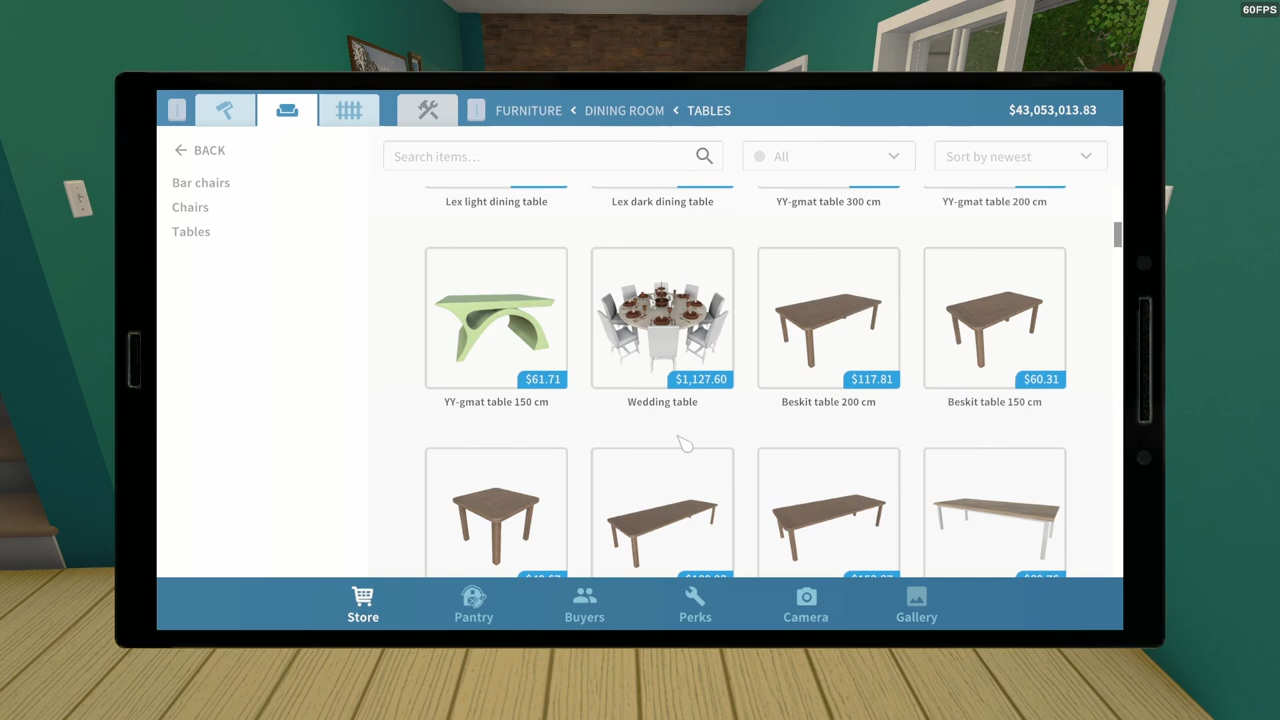 60FPS
FURNITURE < DINING ROOM < TABLES $43,053,013.83
BACK
Bar chairs
Chairs
Tables
Search items...
All
Sort by newest
Lex light dining table
Lex dark dining table
YY-gmat table 300 cm
YY-gmat table 200 cm
$61.71
$1,127.60
$117.81
$60.31
YY-gmat table 150 cm
Wedding table
Beskit table 200 cm
Beskit table 150 cm
Store
Pantry
Buyers
Perks
Camera
Gallery